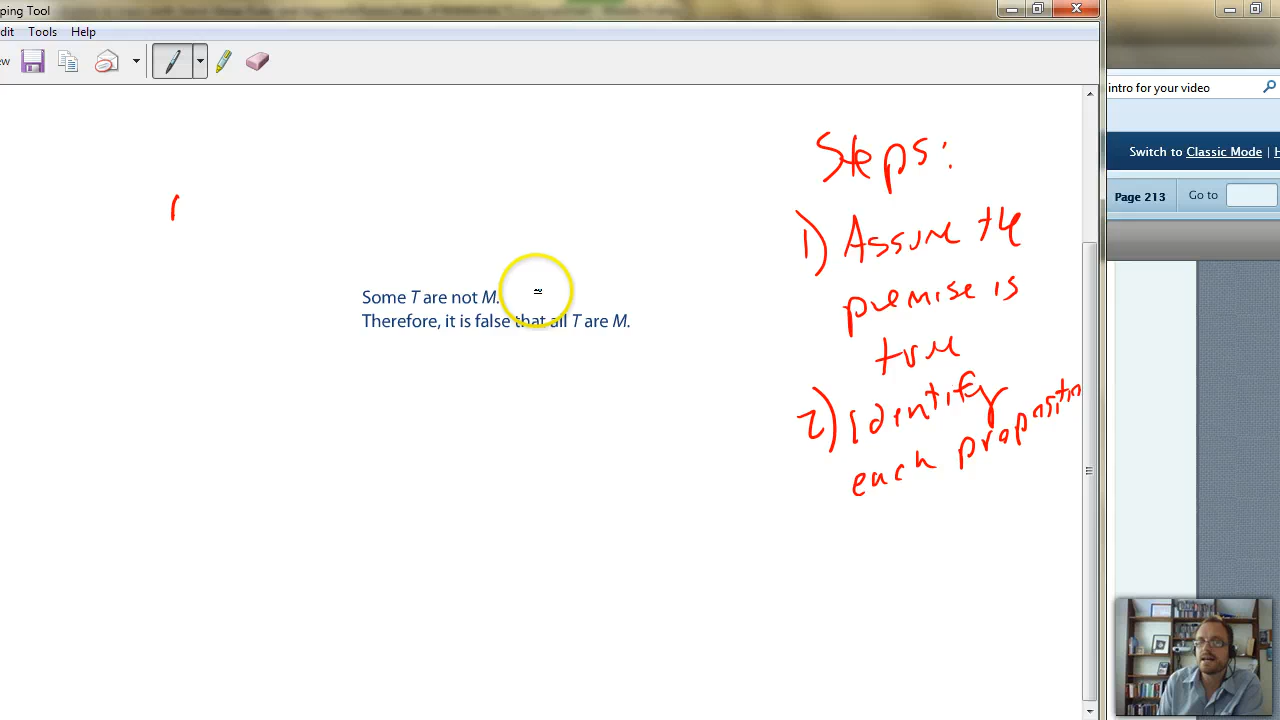 ping Tool
dit Tools Help
intro for your video
Switch to Classic Mode | H
Page 213 Go to
Steps:
1) Assume the
premise is
true
2) Identify
each proposition
Some T are not M.
Therefore, it is false that all T are M.